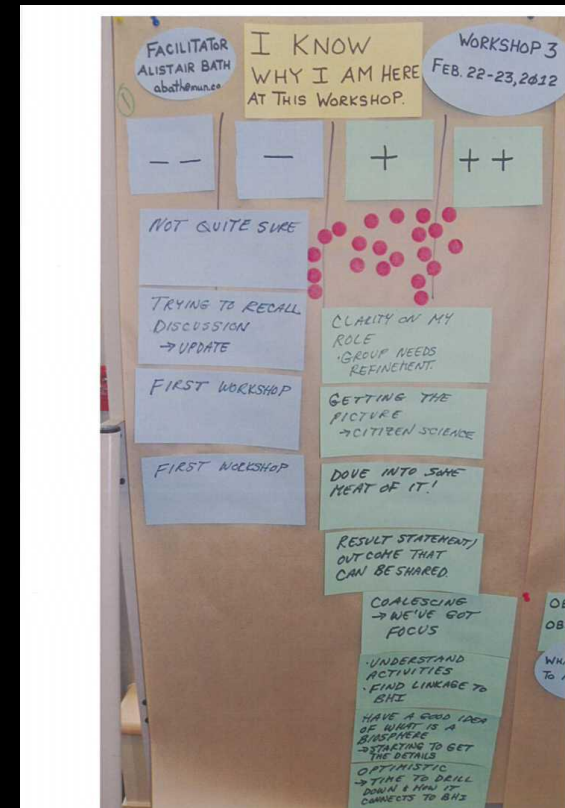 FACILITATOR
ALISTAIR BATH
I KNOW
WHY I AM HERE
AT THIS WORKSHOP.
WORKSHOP 3
FEB. 22-23, 2012
1
– –
–
+
++
NOT QUITE SURE
TRYING TO RECALL
DISCUSSION
→ UPDATE
FIRST WORKSHOP
FIRST WORKSHOP
CLARITY ON MY
ROLE
·GROUP NEEDS
REFINEMENT.
GETTING THE
PICTURE
→CITIZEN SCIENCE
DOVE INTO SOME
MEAT OF IT!
RESULT STATEMENT/
OUTCOME THAT
CAN BE SHARED.
COALESCING
→ WE'VE GOT
FOCUS
·UNDERSTAND
ACTIVITIES
·FIND LINKAGE TO
BHI
HAVE A GOOD IDEA
OF WHAT IS A
BIOSPHERE
→STARTING TO GET
THE DETAILS
OPTIMISTIC
→ TIME TO DRILL
DOWN & HOW IT
CONNECTS TO BHI